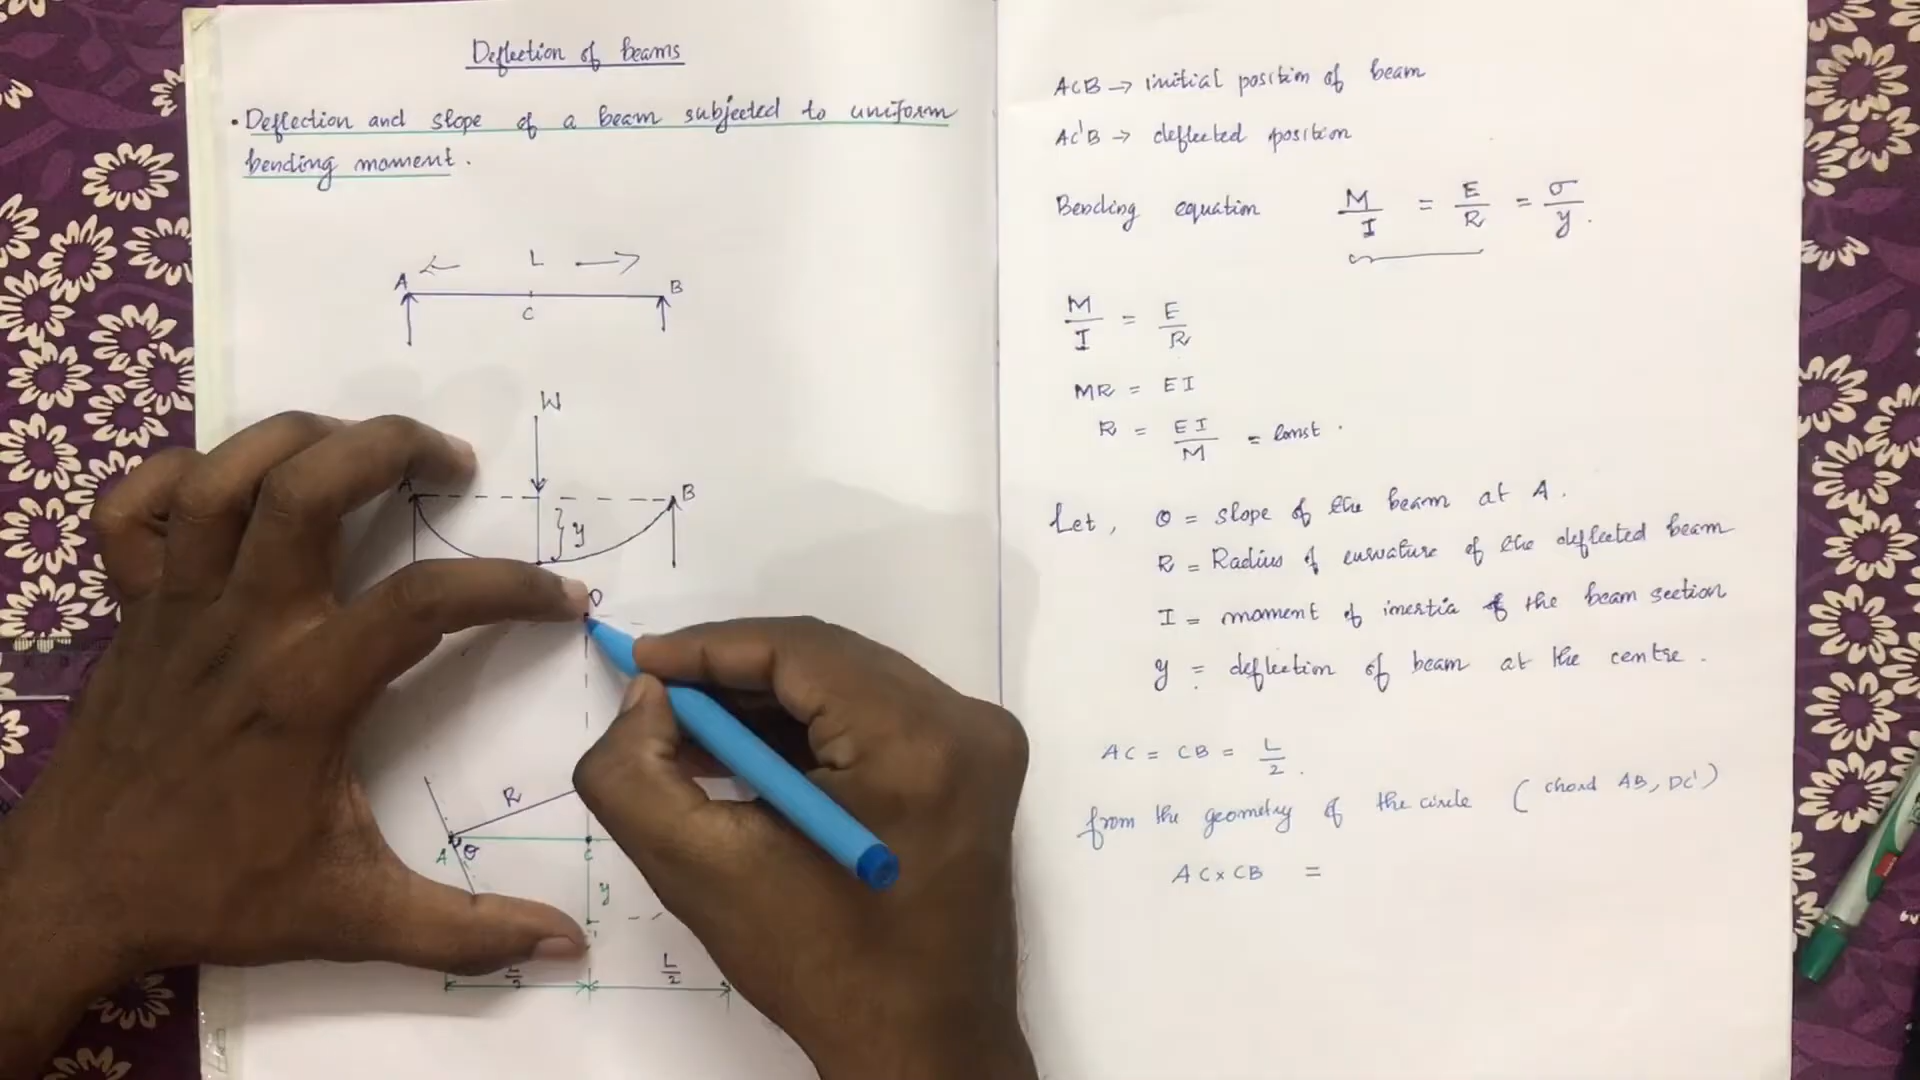 Deflection of beams
• Deflection and slope of a beam subjected to uniform
bending moment.
L
A
B
C
W
A
B
y
D
R
A
θ
C
y
L/2
L/2
ACB → initial position of beam
AC'B → deflected position
Bending equation M/I = E/R = σ/y.
M/I = E/R
MR = EI
R = EI/M = const.
Let, θ = slope of the beam at A.
R = Radius of curvature of the deflected beam
I = moment of inertia of the beam section
y = deflection of beam at the centre.
AC = CB = L/2.
from the geometry of the circle (chord AB, DC')
AC x CB =